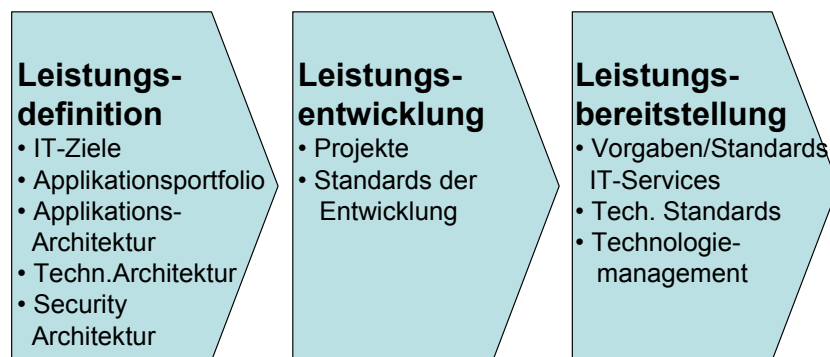 Leistungs-
definition
• IT-Ziele
• Applikationsportfolio
• Applikations-
Architektur
• Techn.Architektur
• Security
Architektur
Leistungs-
entwicklung
• Projekte
• Standards der
Entwicklung
Leistungs-
bereitstellung
• Vorgaben/Standards
IT-Services
• Tech. Standards
• Technologie-
management